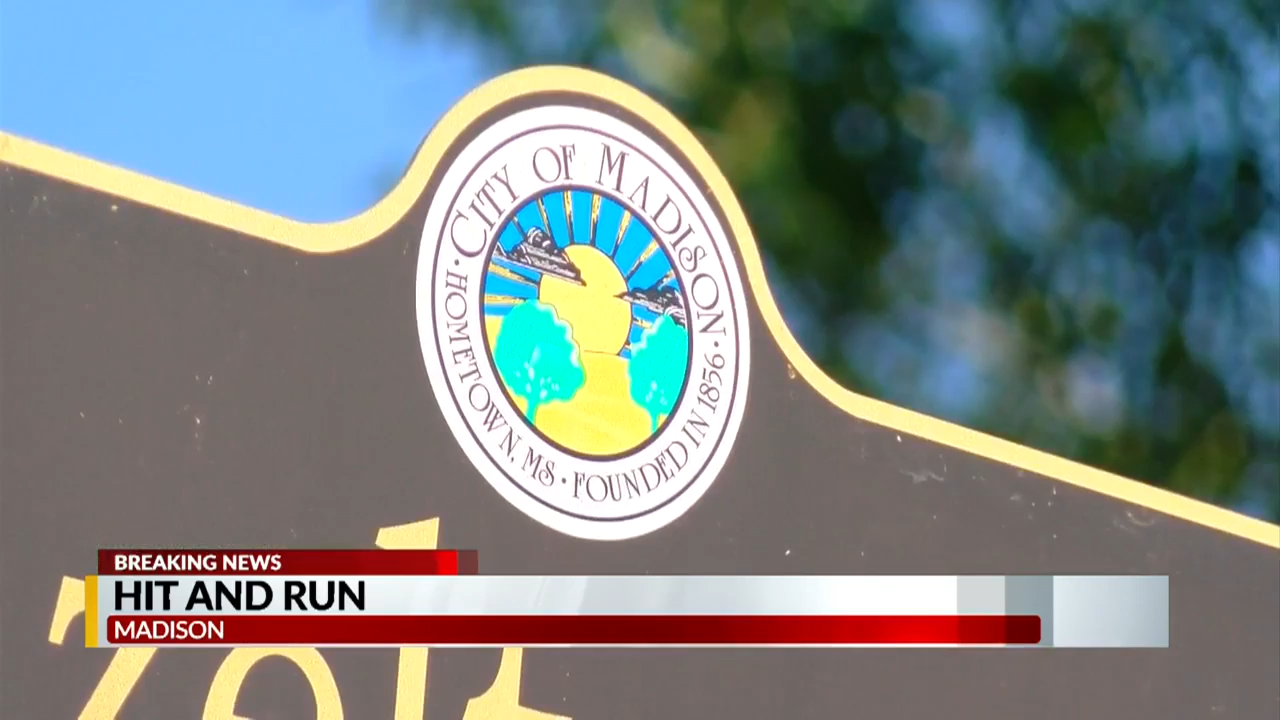 CITY OF MADISON
· HOMETOWN, MS · FOUNDED IN 1856 ·
BREAKING NEWS
HIT AND RUN
MADISON